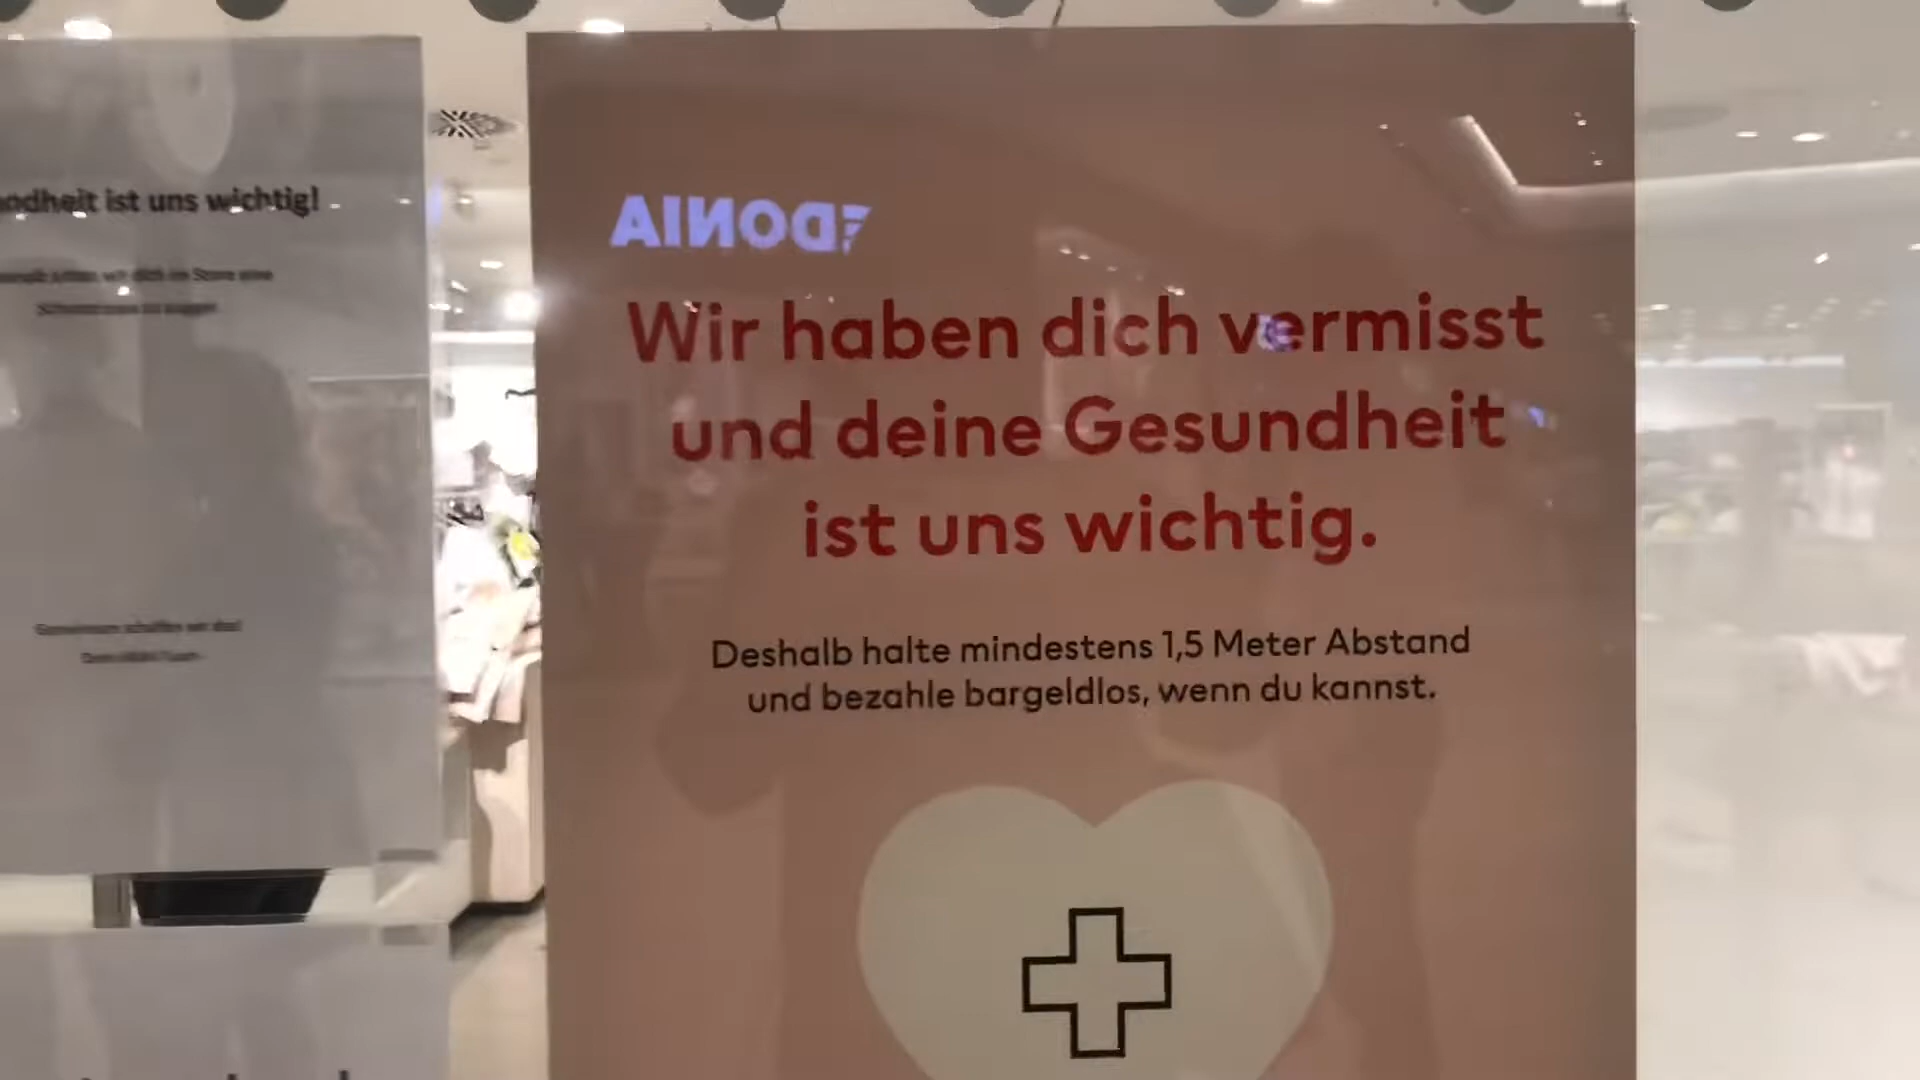 ndheit ist uns wichtig!
Wir haben dich vermisst
und deine Gesundheit
ist uns wichtig.
Deshalb halte mindestens 1,5 Meter Abstand
und bezahle bargeldlos, wenn du kannst.